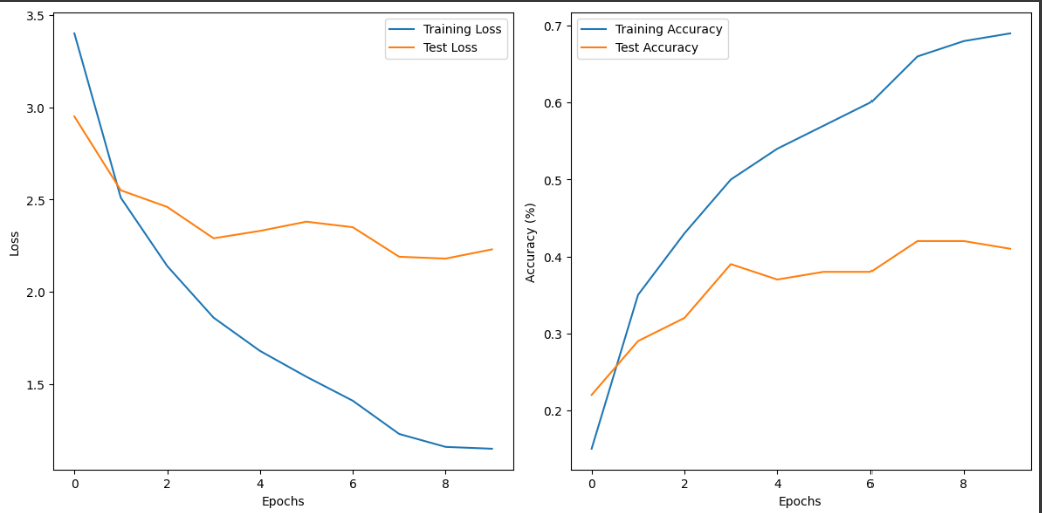 3.5
3.0
2.5
2.0
1.5
Loss
0 2 4 6 8
Epochs
Training Loss
Test Loss
0.7
0.6
0.5
0.4
0.3
0.2
Accuracy (%)
0 2 4 6 8
Epochs
Training Accuracy
Test Accuracy